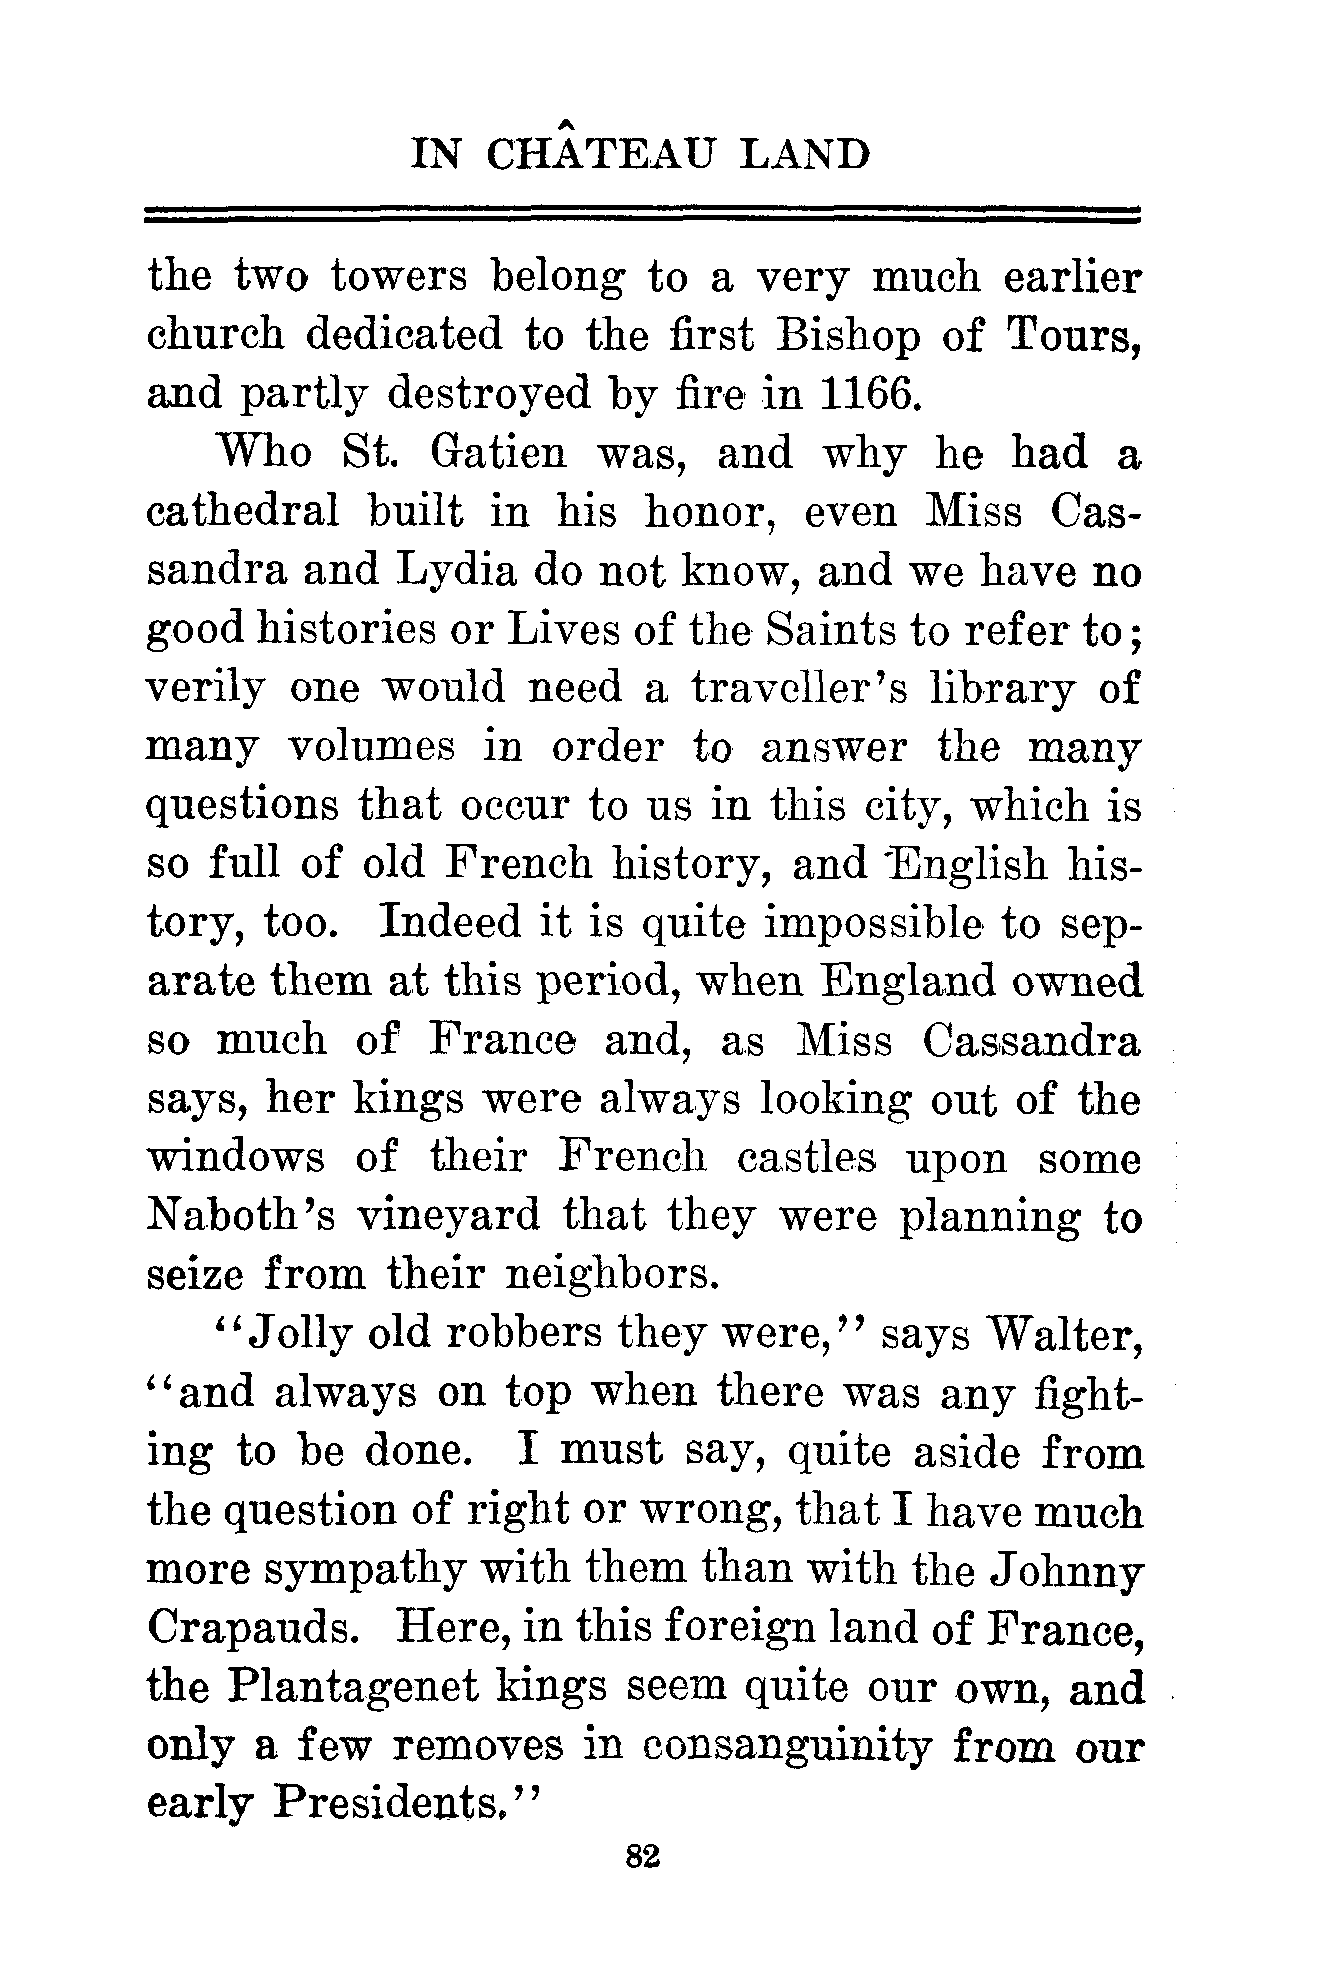 IN CHÂTEAU LAND
the two towers belong to a very much earlier
church dedicated to the first Bishop of Tours,
and partly destroyed by fire in 1166.
Who St. Gatien was, and why he had a
cathedral built in his honor, even Miss Cas-
sandra and Lydia do not know, and we have no
good histories or Lives of the Saints to refer to;
verily one would need a traveller's library of
many volumes in order to answer the many
questions that occur to us in this city, which is
so full of old French history, and English his-
tory, too. Indeed it is quite impossible to sep-
arate them at this period, when England owned
so much of France and, as Miss Cassandra
says, her kings were always looking out of the
windows of their French castles upon some
Naboth's vineyard that they were planning to
seize from their neighbors.
"Jolly old robbers they were," says Walter,
"and always on top when there was any fight-
ing to be done. I must say, quite aside from
the question of right or wrong, that I have much
more sympathy with them than with the Johnny
Crapauds. Here, in this foreign land of France,
the Plantagenet kings seem quite our own, and
only a few removes in consanguinity from our
early Presidents."
82